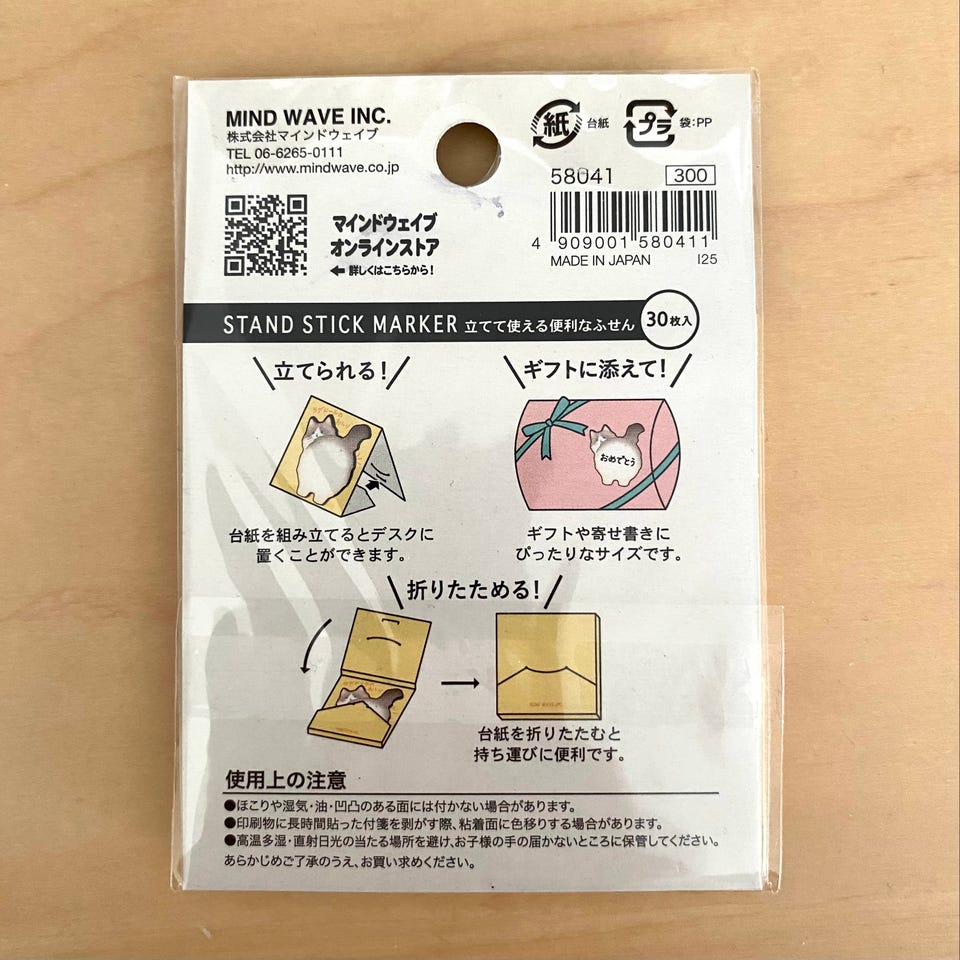 MIND WAVE INC.
株式会社マインドウェイブ
TEL 06-6265-0111
http://www.mindwave.co.jp
紙 台紙
プラ 袋:PP
58041
300
4 909001 580411
MADE IN JAPAN I25
マインドウェイブ
オンラインストア
詳しくはこちらから!
STAND STICK MARKER 立てて使える便利なふせん 30枚入
立てられる!
ギフトに添えて!
おめでとう
台紙を組み立てるとデスクに
置くことができます。
ギフトや寄せ書きに
ぴったりなサイズです。
折りたためる!
台紙を折りたたむと
持ち運びに便利です。
使用上の注意
●ほこりや湿気・油・凹凸のある面には付かない場合があります。
●印刷物に長時間貼った付箋を剥がす際、粘着面に色移りする場合があります。
●高温多湿・直射日光の当たる場所を避け、お子様の手の届かないところに保管してください。
あらかじめご了承のうえ、お買い求めください。